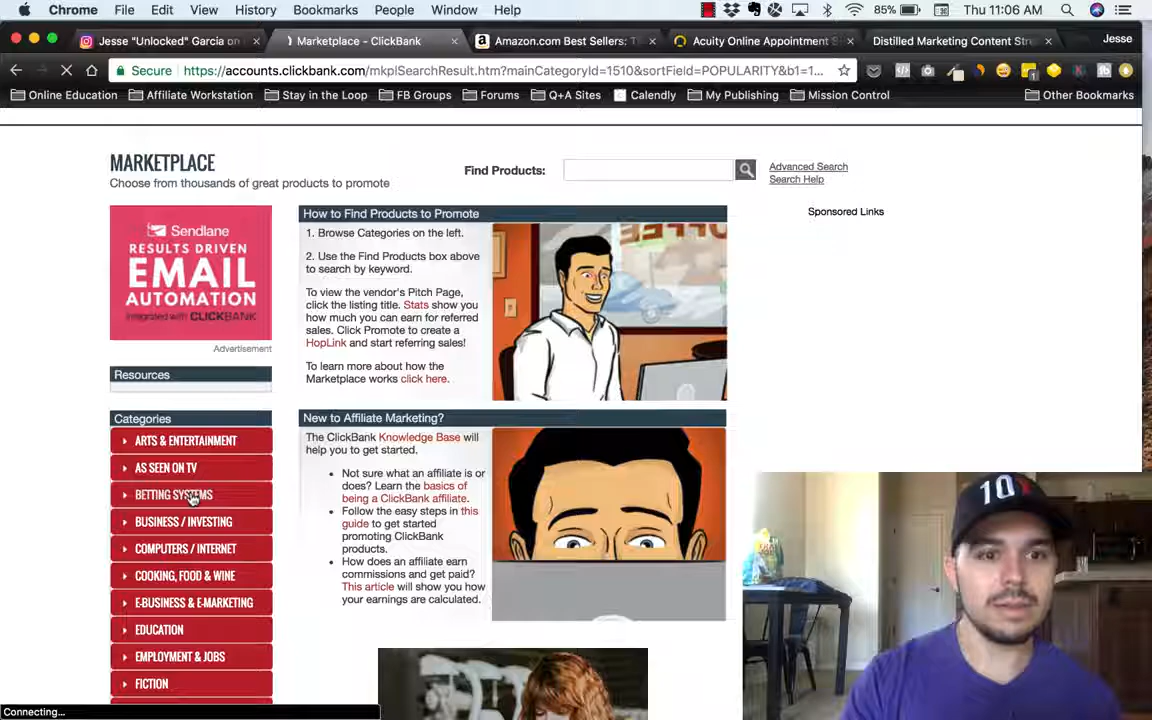 Chrome File Edit View History Bookmarks People Window Help 85% Thu 11:06 AM
Jesse "Unlocked" Garcia on Marketplace - ClickBank Amazon.com Best Sellers: Acuity Online Appointment Distilled Marketing Content Jesse
Secure https://accounts.clickbank.com/mkplSearchResult.htm?mainCategoryId=1510&sortField=POPULARITY&b1=1...
Online Education Affiliate Workstation Stay in the Loop FB Groups Forums Q+A Sites Calendly My Publishing Mission Control Other Bookmarks
MARKETPLACE
Choose from thousands of great products to promote
Find Products:
Advanced Search
Search Help
Sponsored Links
Sendlane
RESULTS DRIVEN
EMAIL
AUTOMATION
integrated with CLICKBANK
Advertisement
Resources
Categories
ARTS & ENTERTAINMENT
AS SEEN ON TV
BETTING SYSTEMS
BUSINESS / INVESTING
COMPUTERS / INTERNET
COOKING, FOOD & WINE
E-BUSINESS & E-MARKETING
EDUCATION
EMPLOYMENT & JOBS
FICTION
How to Find Products to Promote
1. Browse Categories on the left.
2. Use the Find Products box above
to search by keyword.
To view the vendor's Pitch Page,
click the listing title. Stats show you
how much you can earn for referred
sales. Click Promote to create a
HopLink and start referring sales!
To learn more about how the
Marketplace works click here.
New to Affiliate Marketing?
The ClickBank Knowledge Base will
help you to get started.
• Not sure what an affiliate is or
does? Learn the basics of
being a ClickBank affiliate.
• Follow the easy steps in this
guide to get started
promoting ClickBank
products.
• How does an affiliate earn
commissions and get paid?
This article will show you how
your earnings are calculated.
10
Connecting...